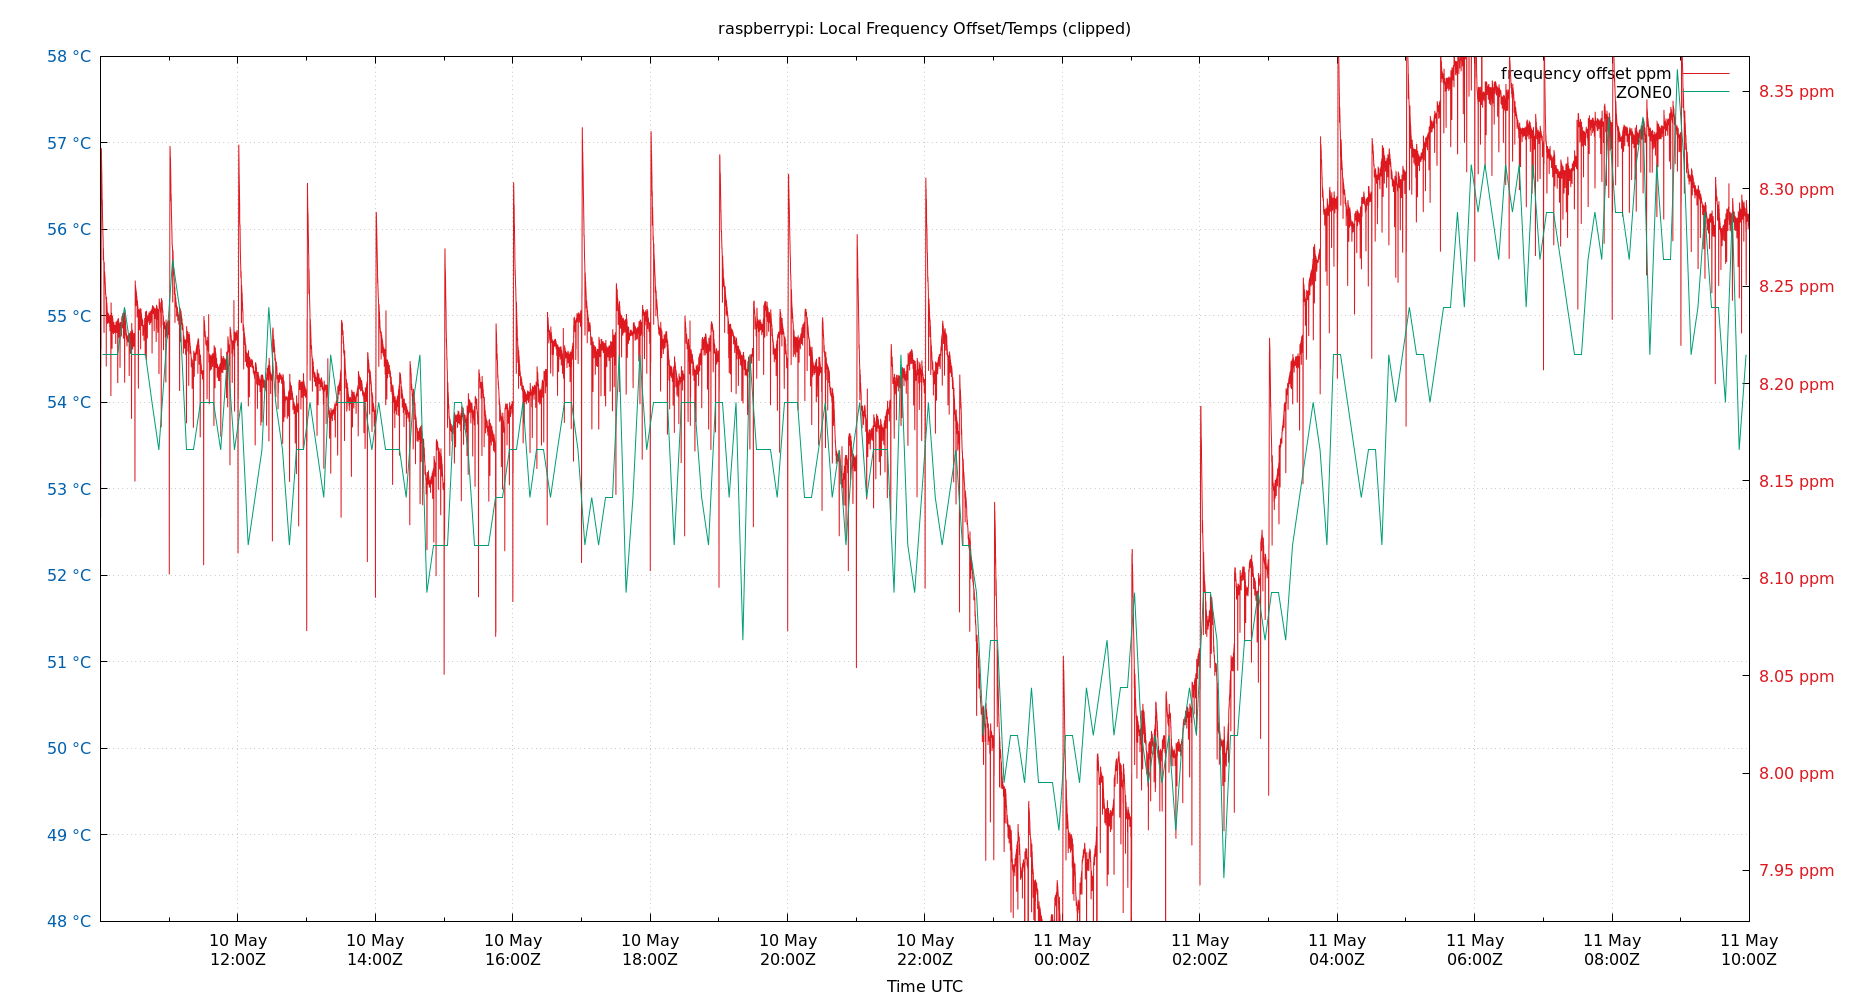 raspberrypi: Local Frequency Offset/Temps (clipped)
58 °C
57 °C
56 °C
55 °C
54 °C
53 °C
52 °C
51 °C
50 °C
49 °C
48 °C
frequency offset ppm
ZONE0
8.35 ppm
8.30 ppm
8.25 ppm
8.20 ppm
8.15 ppm
8.10 ppm
8.05 ppm
8.00 ppm
7.95 ppm
10 May
12:00Z
10 May
14:00Z
10 May
16:00Z
10 May
18:00Z
10 May
20:00Z
10 May
22:00Z
11 May
00:00Z
11 May
02:00Z
11 May
04:00Z
11 May
06:00Z
11 May
08:00Z
11 May
10:00Z
Time UTC